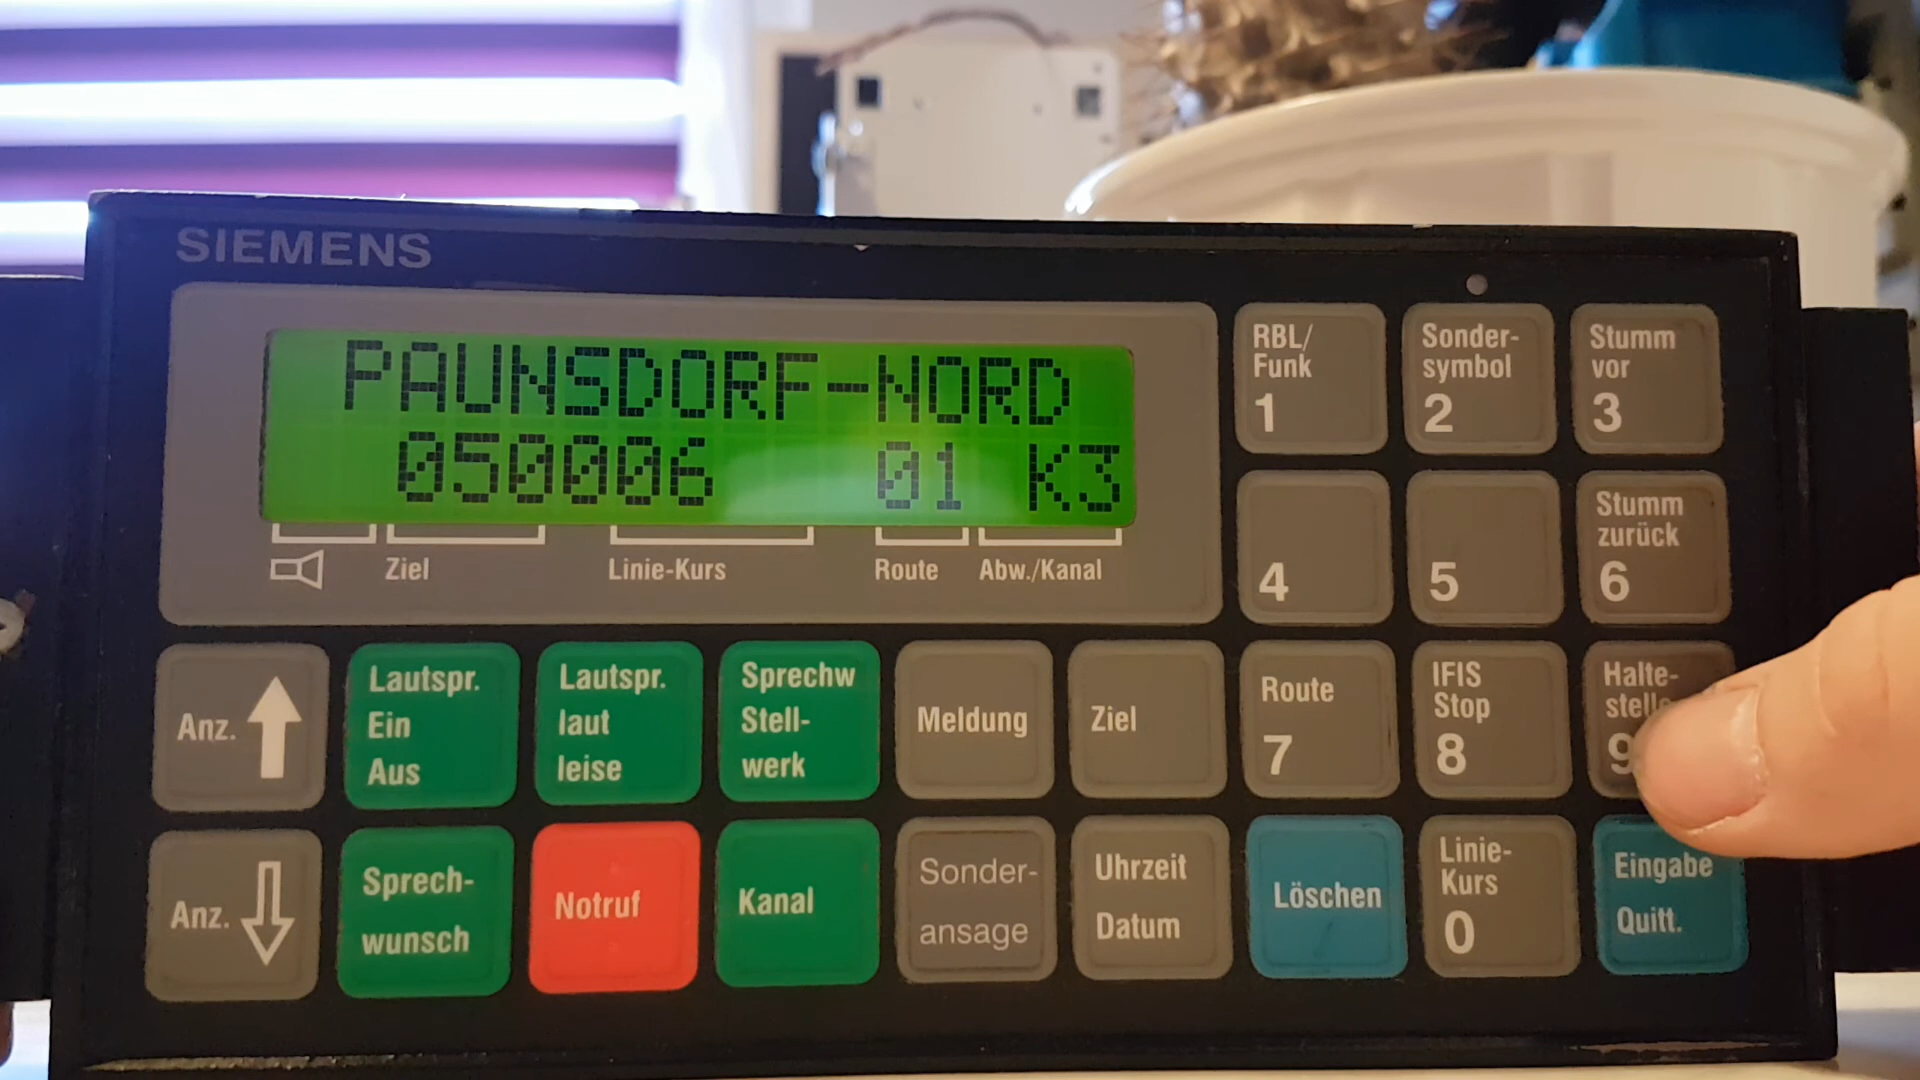 SIEMENS
PAUNSDORF-NORD
050006 01 K3
Ziel Linie-Kurs Route Abw./Kanal
RBL/
Funk
1
Sonder-
symbol
2
Stumm
vor
3
4
5
Stumm
zurück
6
Anz.
Lautspr.
Ein
Aus
Lautspr.
laut
leise
Sprechw
Stell-
werk
Meldung
Ziel
Route
7
IFIS
Stop
8
Halte-
stelle
9
Anz.
Sprech-
wunsch
Notruf
Kanal
Sonder-
ansage
Uhrzeit
Datum
Löschen
Linie-
Kurs
0
Eingabe
Quitt.